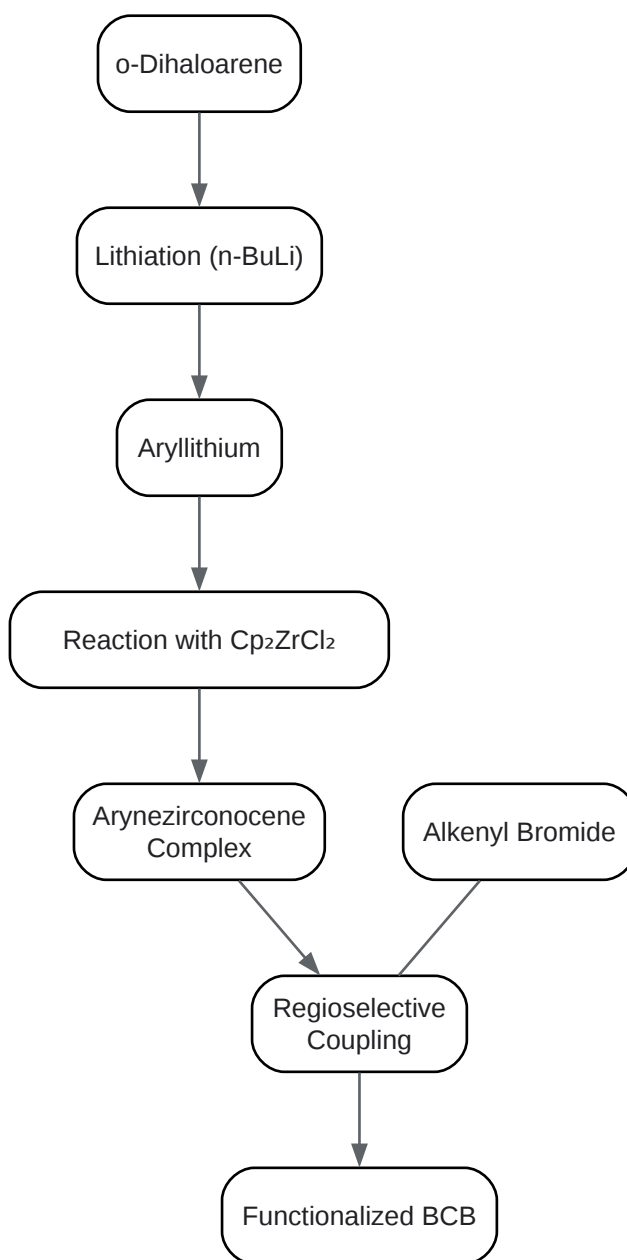 o-Dihaloarene
Lithiation (n-BuLi)
Aryllithium
Reaction with Cp₂ZrCl₂
Arynezirconocene
Complex
Alkenyl Bromide
Regioselective
Coupling
Functionalized BCB